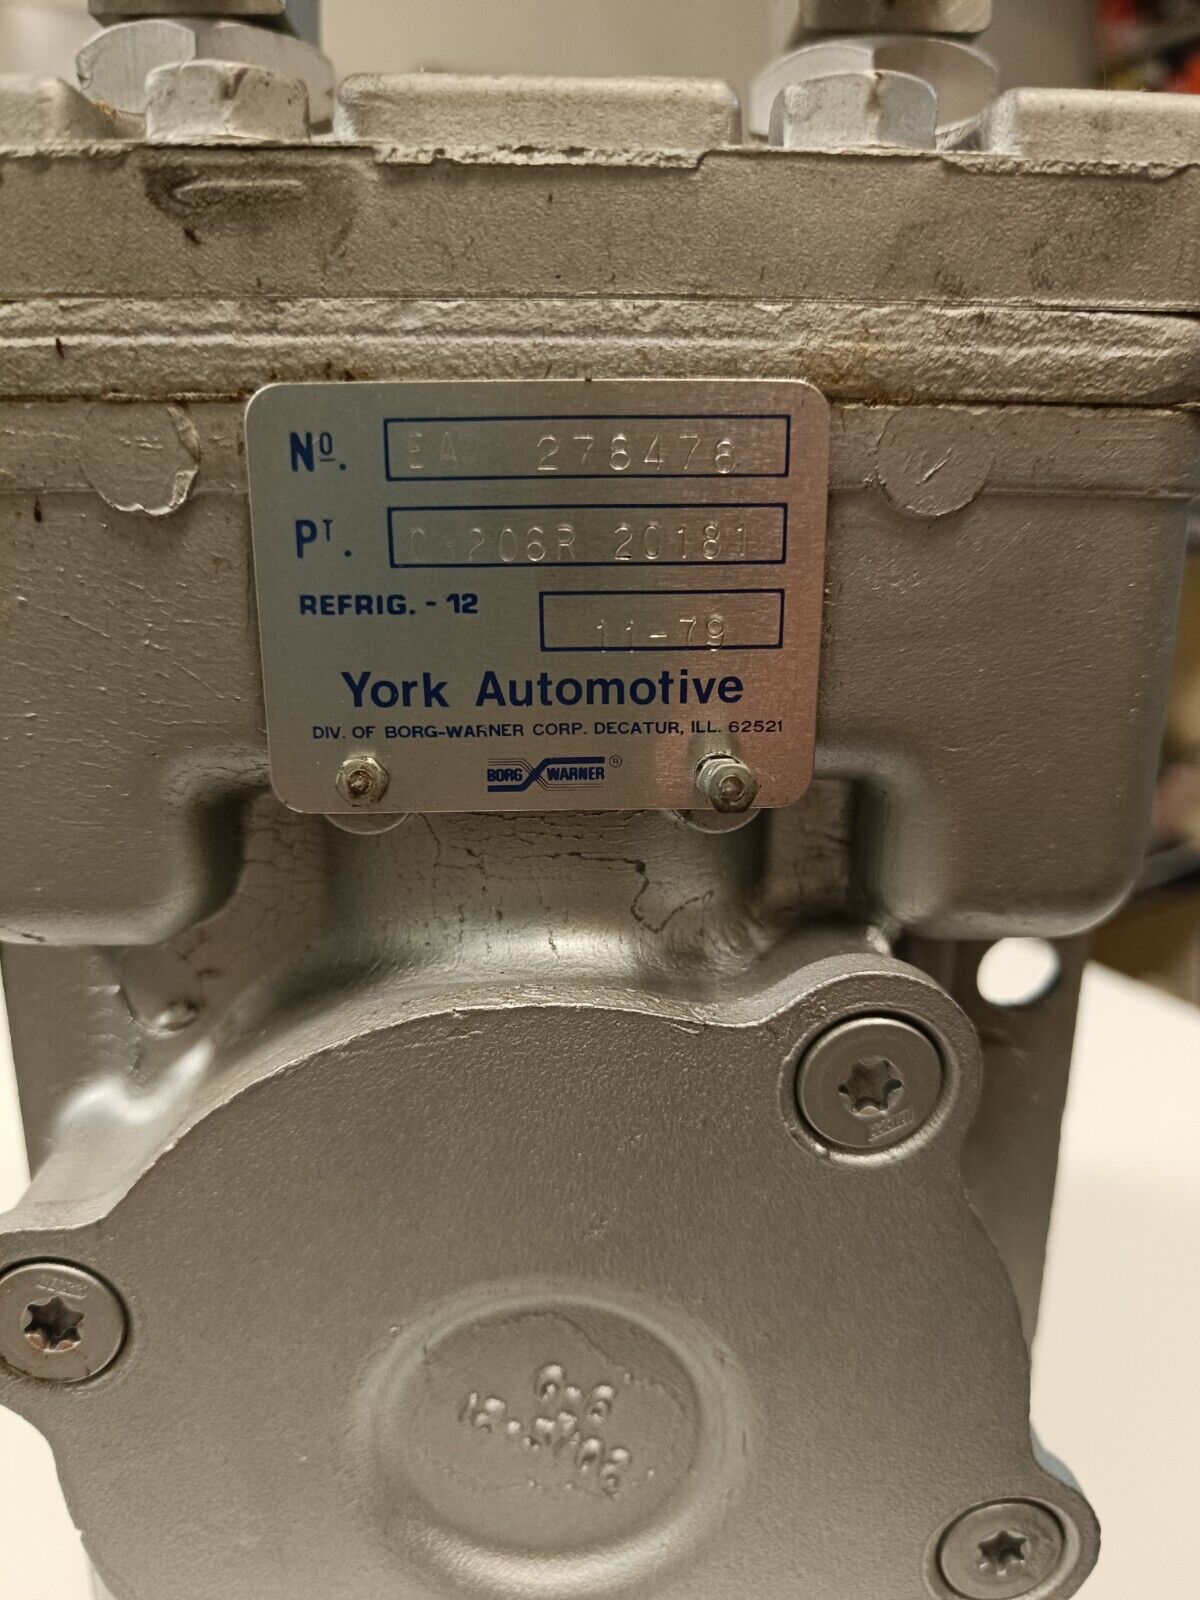 Nº. EA 278476
PT. C 206R 20181
REFRIG. - 12 11-79
York Automotive
DIV. OF BORG-WARNER CORP. DECATUR, ILL. 62521
BORG WARNER ®